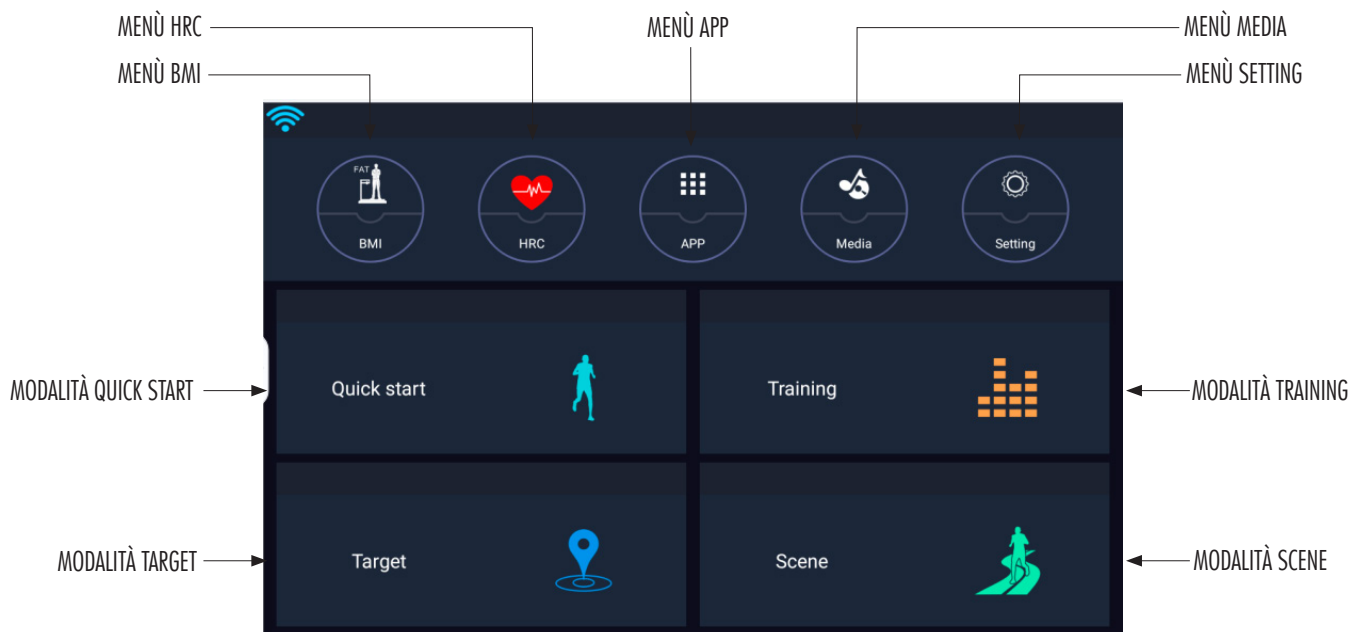 MENÙ HRC
MENÙ APP
MENÙ MEDIA
MENÙ BMI
MENÙ SETTING
FAT
BMI
HRC
APP
Media
Setting
MODALITÀ QUICK START
Quick start
Training
MODALITÀ TRAINING
MODALITÀ TARGET
Target
Scene
MODALITÀ SCENE